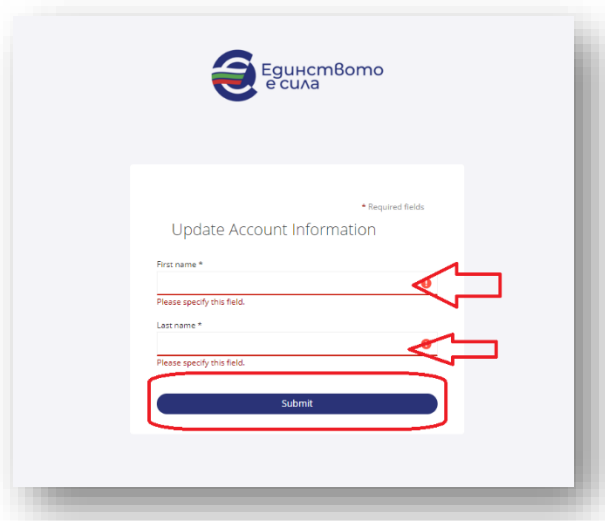 Единството
е сила
* Required fields
Update Account Information
First name *
Please specify this field.
Last name *
Please specify this field.
Submit